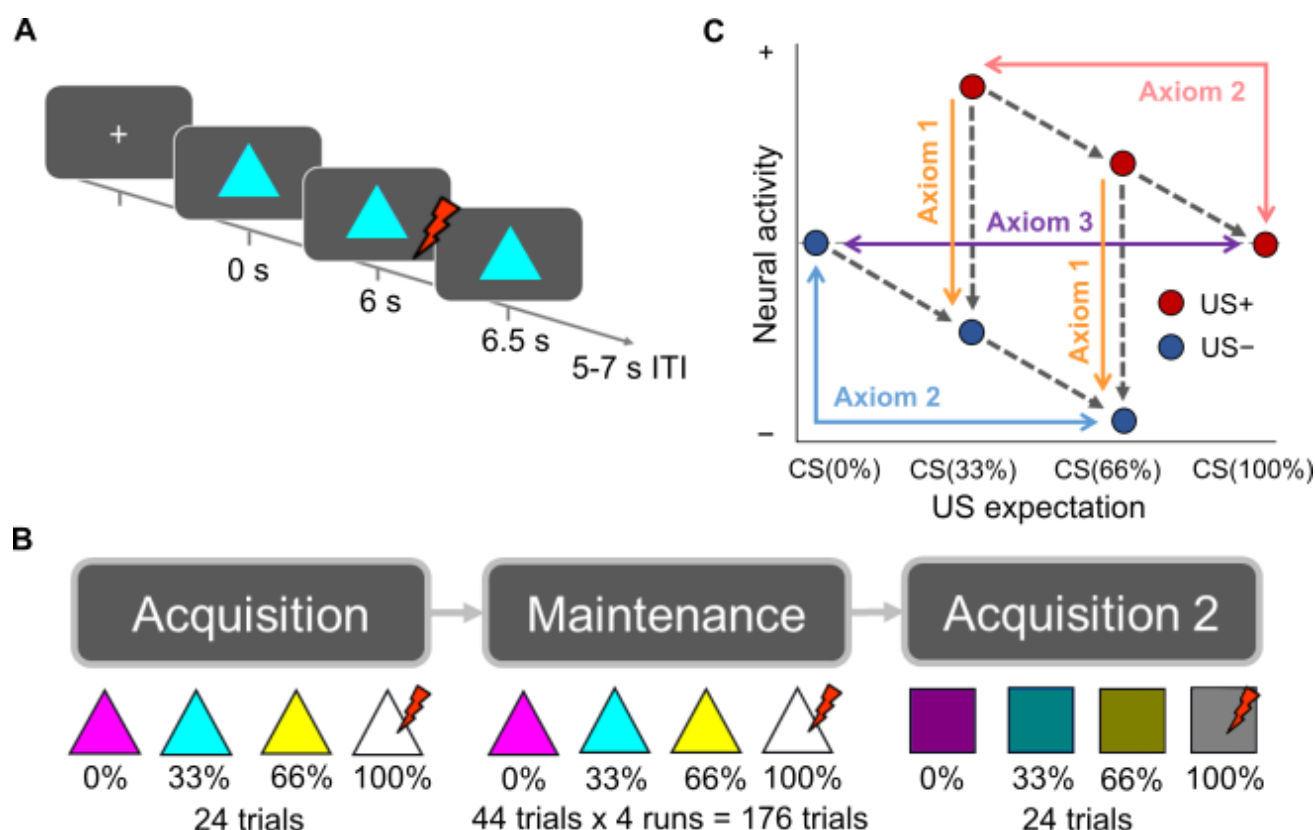 A
+
0 s
6 s
6.5 s
5-7 s ITI
C
+
Neural activity
−
Axiom 2
Axiom 1
Axiom 3
Axiom 1
US+
US−
Axiom 2
CS(0%) CS(33%) CS(66%) CS(100%)
US expectation
B
Acquisition Maintenance Acquisition 2
0% 33% 66% 100% 0% 33% 66% 100% 0% 33% 66% 100%
24 trials 44 trials x 4 runs = 176 trials 24 trials